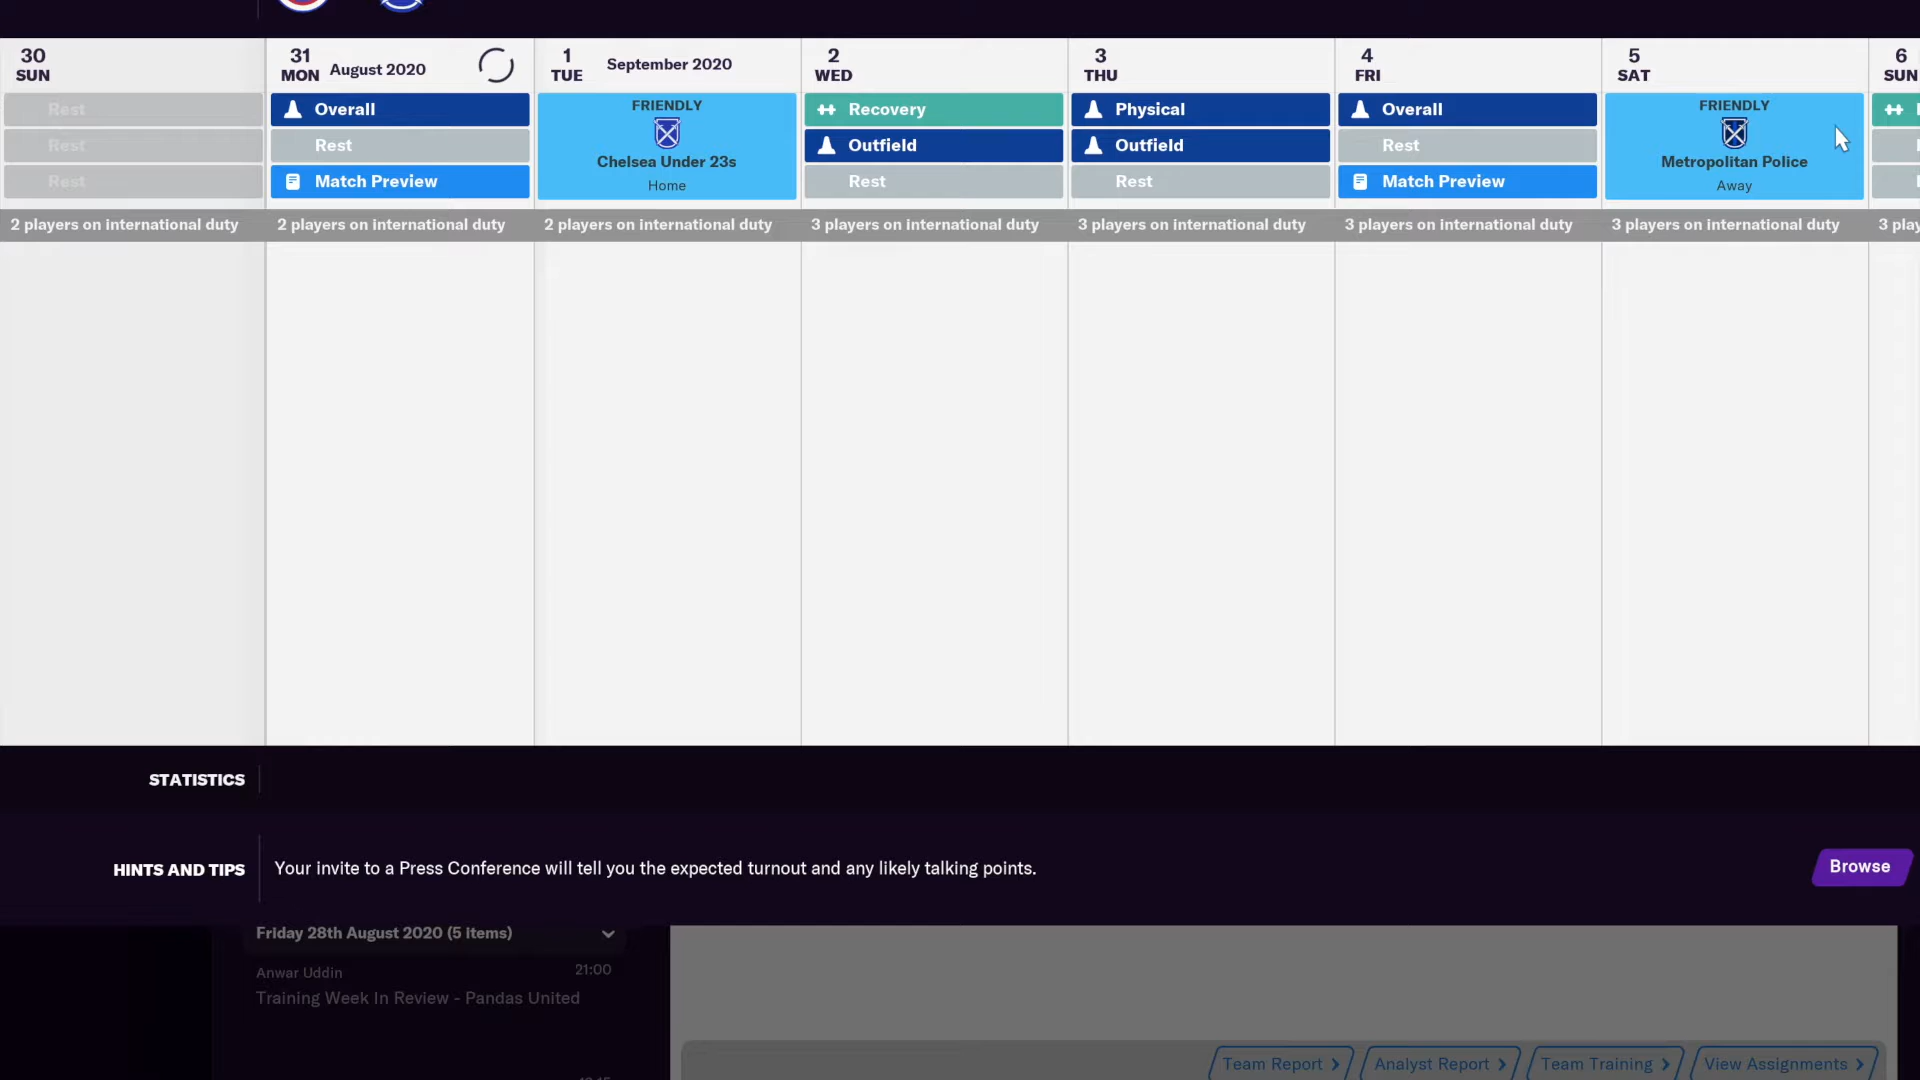 30
SUN
31
MON August 2020
1
TUE September 2020
2
WED
3
THU
4
FRI
5
SAT
6
SUN
Rest
Rest
Rest
Overall
Rest
Match Preview
FRIENDLY
Chelsea Under 23s
Home
Recovery
Outfield
Rest
Physical
Outfield
Rest
Overall
Rest
Match Preview
FRIENDLY
Metropolitan Police
Away
2 players on international duty
2 players on international duty
2 players on international duty
3 players on international duty
3 players on international duty
3 players on international duty
3 players on international duty
3 play
STATISTICS
HINTS AND TIPS
Your invite to a Press Conference will tell you the expected turnout and any likely talking points.
Browse
Friday 28th August 2020 (5 items)
Anwar Uddin 21:00
Training Week In Review - Pandas United
Team Report
Analyst Report
Team Training
View Assignments